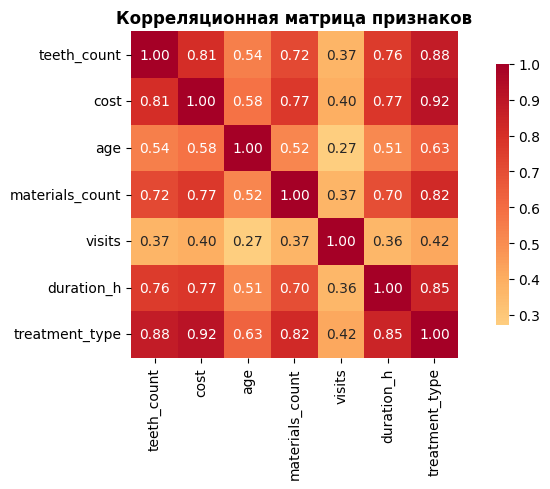 Корреляционная матрица признаков
teeth_count 1.00 0.81 0.54 0.72 0.37 0.76 0.88
cost 0.81 1.00 0.58 0.77 0.40 0.77 0.92
age 0.54 0.58 1.00 0.52 0.27 0.51 0.63
materials_count 0.72 0.77 0.52 1.00 0.37 0.70 0.82
visits 0.37 0.40 0.27 0.37 1.00 0.36 0.42
duration_h 0.76 0.77 0.51 0.70 0.36 1.00 0.85
treatment_type 0.88 0.92 0.63 0.82 0.42 0.85 1.00
teeth_count
cost
age
materials_count
visits
duration_h
treatment_type
1.0
0.9
0.8
0.7
0.6
0.5
0.4
0.3